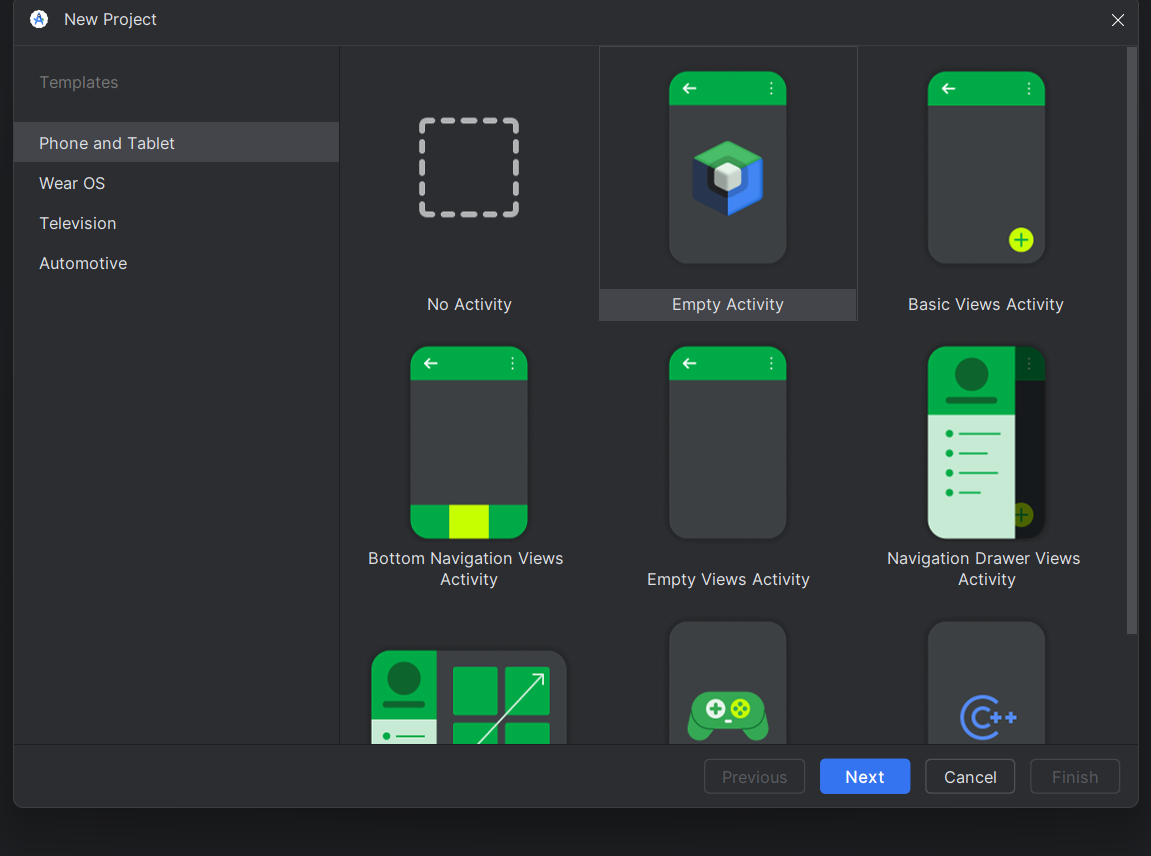 New Project
Templates
Phone and Tablet
Wear OS
Television
Automotive
No Activity
Empty Activity
Basic Views Activity
Bottom Navigation Views
Activity
Empty Views Activity
Navigation Drawer Views
Activity
C++
Previous
Next
Cancel
Finish